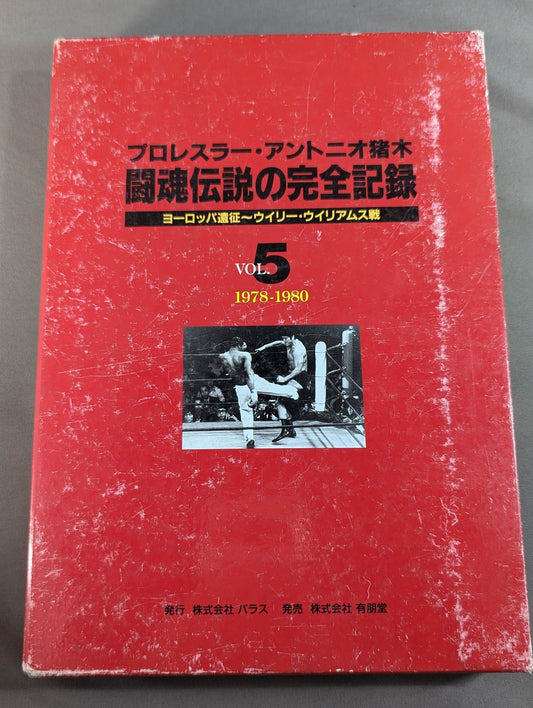 プロレスラー・アントニオ猪木
闘魂伝説の完全記録
ヨーロッパ遠征〜ウイリー・ウイリアムス戦
VOL.5
1978-1980
発行 株式会社 パラス 発売 株式会社 有朋堂